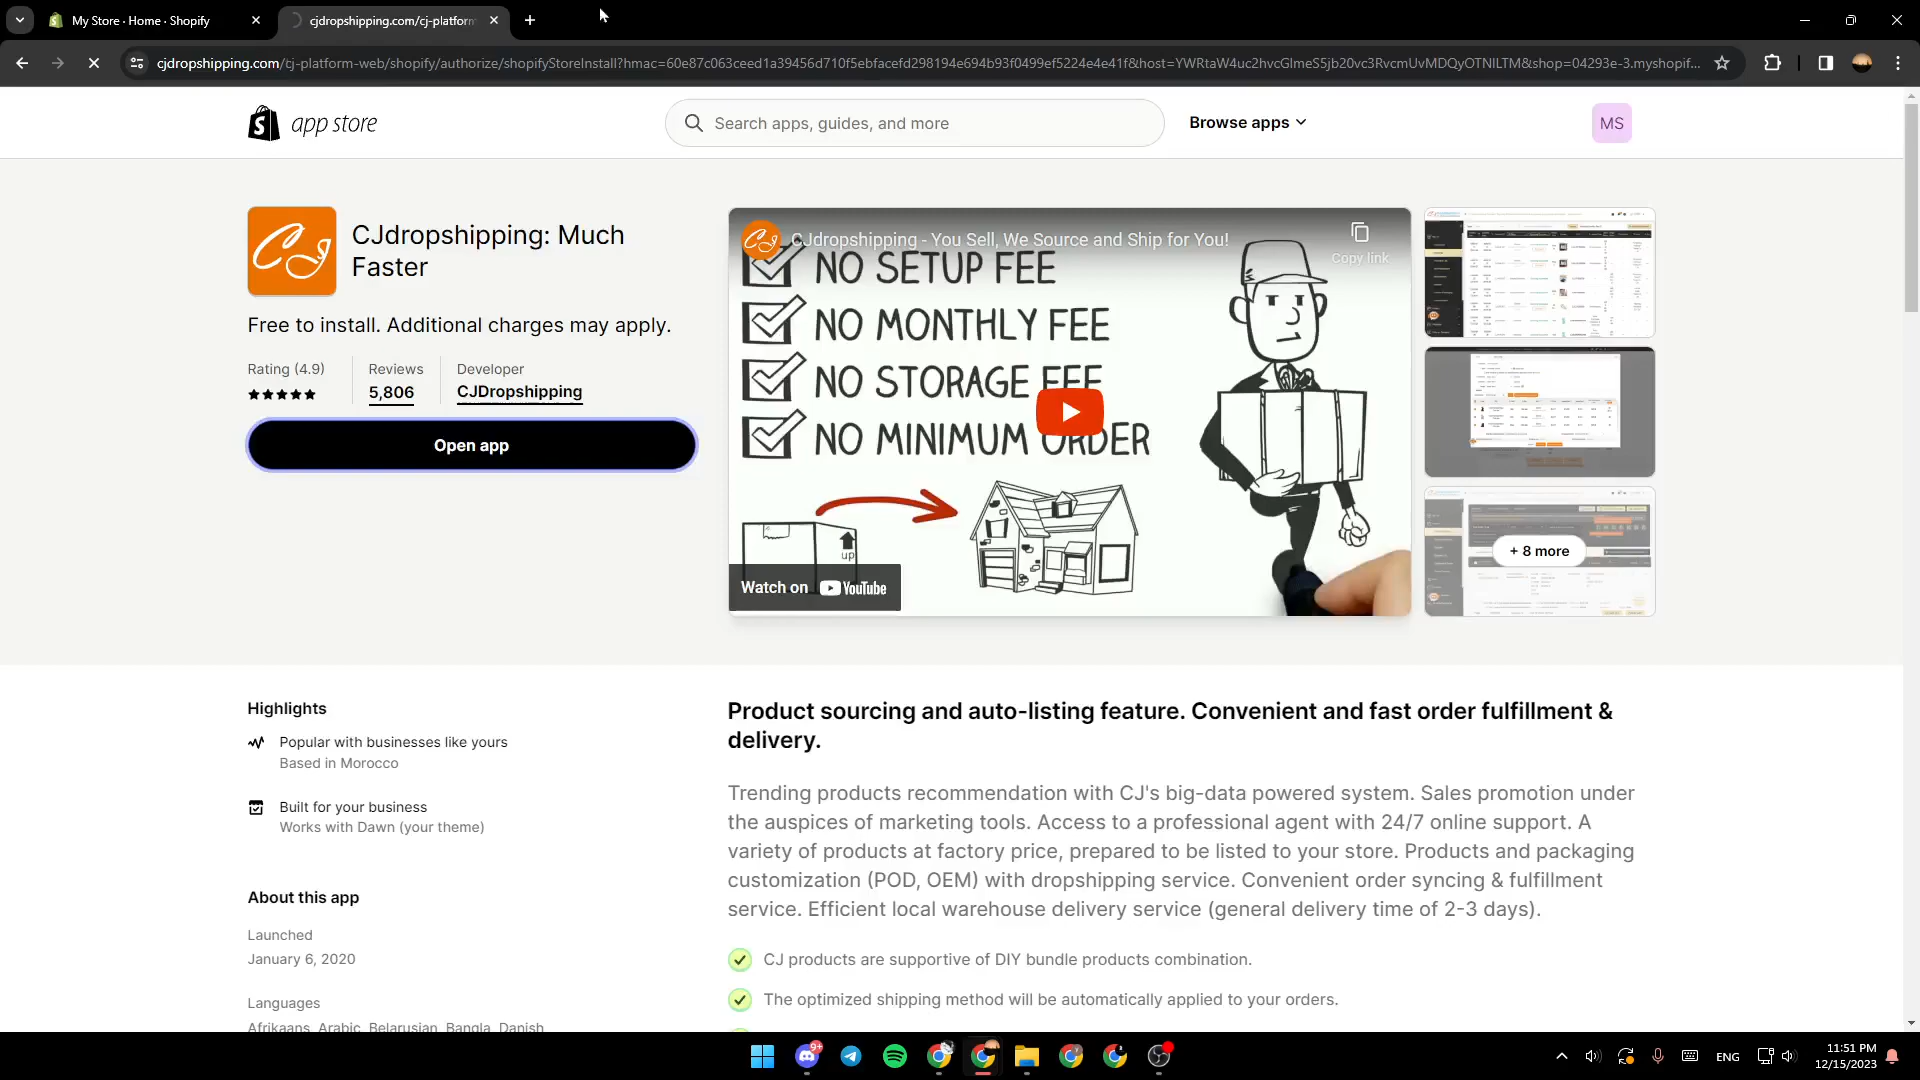 My Store · Home · Shopify
cjdropshipping.com/cj-platform
cjdropshipping.com/cj-platform-web/shopify/authorize/shopifyStoreInstall?hmac=60e87c063ceed1a39456d710f5ebfacefd298194e694b93f0499ef5224e4e41f&host=YWRtaW4uc2hvcGlmeS5jb20vc3RvcmUvMDQyOTNlLTM&shop=04293e-3.myshopif...
app store
Search apps, guides, and more
Browse apps
MS
CJ
CJdropshipping: Much
Faster
Free to install. Additional charges may apply.
Rating (4.9)
Reviews
5,806
Developer
CJDropshipping
Open app
CJdropshipping - You Sell, We Source and Ship for You!
Copy link
NO SETUP FEE
NO MONTHLY FEE
NO STORAGE FEE
NO MINIMUM ORDER
up
Watch on YouTube
+ 8 more
Highlights
Popular with businesses like yours
Based in Morocco
Built for your business
Works with Dawn (your theme)
About this app
Launched
January 6, 2020
Languages
Afrikaans, Arabic, Belarusian, Bangla, Danish
Product sourcing and auto-listing feature. Convenient and fast order fulfillment &
delivery.
Trending products recommendation with CJ's big-data powered system. Sales promotion under
the auspices of marketing tools. Access to a professional agent with 24/7 online support. A
variety of products at factory price, prepared to be listed to your store. Products and packaging
customization (POD, OEM) with dropshipping service. Convenient order syncing & fulfillment
service. Efficient local warehouse delivery service (general delivery time of 2-3 days).
CJ products are supportive of DIY bundle products combination.
The optimized shipping method will be automatically applied to your orders.
9+
ENG
11:51 PM
12/15/2023